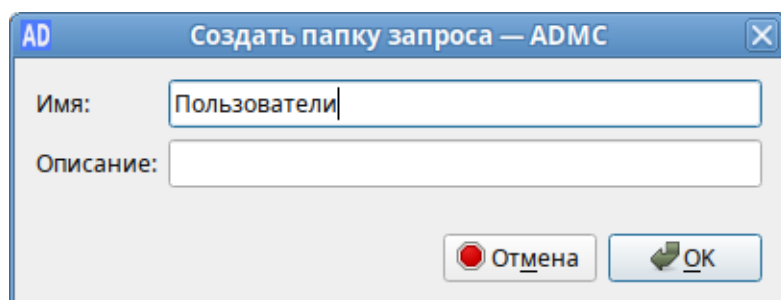 AD Создать папку запроса — ADMC
Имя: Пользователи
Описание:
Отмена OK